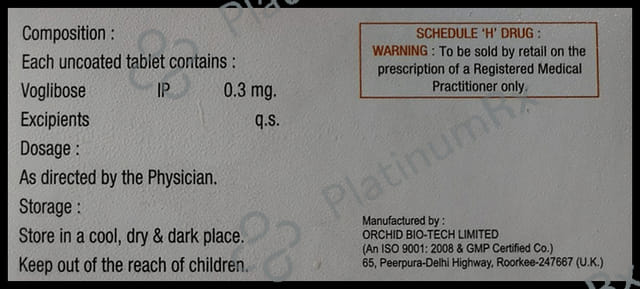 Composition :
Each uncoated tablet contains :
Voglibose IP 0.3 mg.
Excipients q.s.
Dosage :
As directed by the Physician.
Storage :
Store in a cool, dry & dark place.
Keep out of the reach of children.
SCHEDULE 'H' DRUG :
WARNING : To be sold by retail on the
prescription of a Registered Medical
Practitioner only.
Manufactured by :
ORCHID BIO-TECH LIMITED
(An ISO 9001: 2008 & GMP Certified Co.)
65, Peerpura-Delhi Highway, Roorkee-247667 (U.K.)
PlatinumRx
Rx